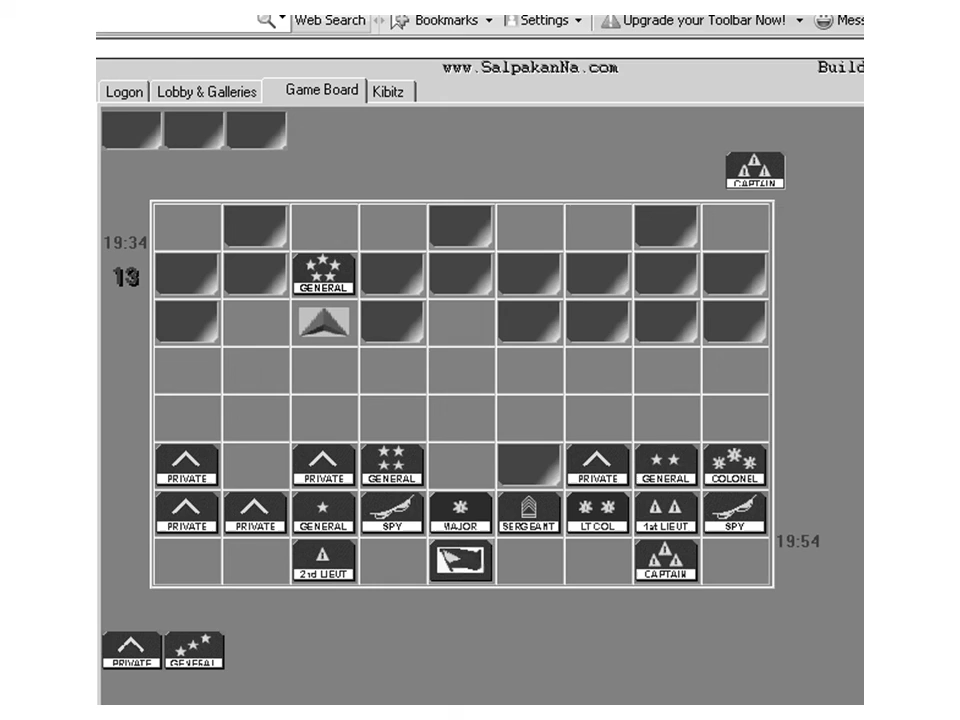 Web Search Bookmarks Settings Upgrade your Toolbar Now! Mess
www.SalpakanNa.com Build
Logon Lobby & Galleries Game Board Kibitz
CAPTAIN
19:34
13
GENERAL
PRIVATE PRIVATE GENERAL PRIVATE GENERAL COLONEL
PRIVATE PRIVATE GENERAL SPY MAJOR SERGEANT LT COL 1st LIEUT SPY
19:54
2nd LIEUT CAPTAIN
PRIVATE GENERAL